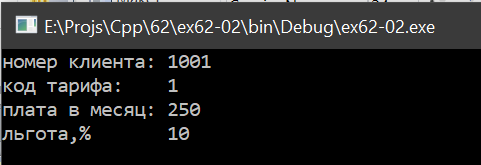 E:\Projs\Cpp\62\ex62-02\bin\Debug\ex62-02.exe
номер клиента: 1001
код тарифа: 1
плата в месяц: 250
льгота,% 10